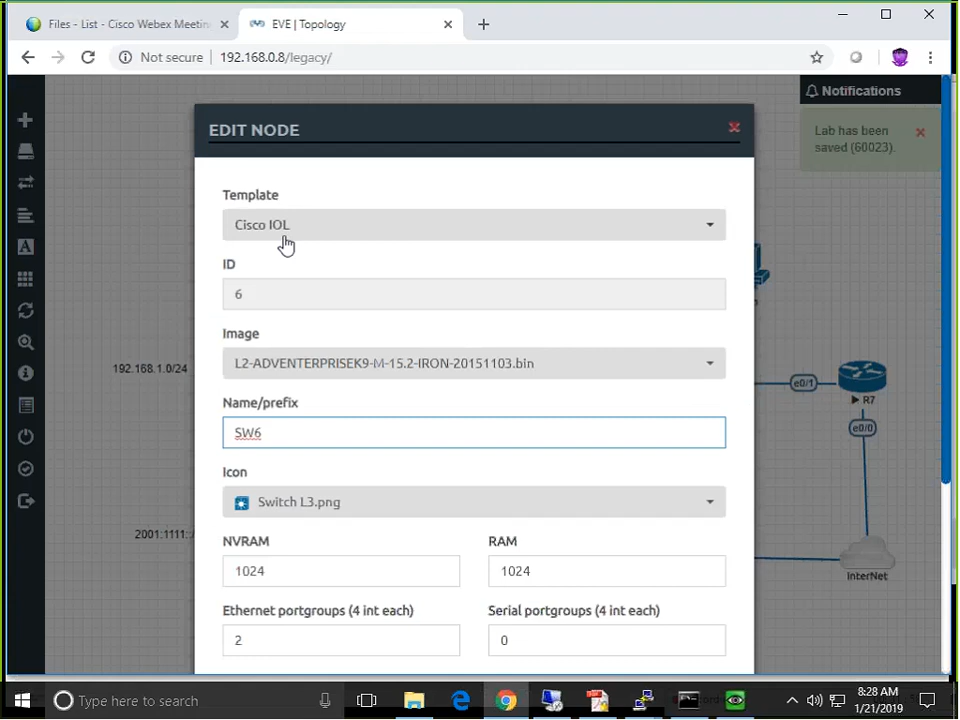 Files - List - Cisco Webex Meetin
EVE | Topology
Not secure | 192.168.0.8/legacy/
Notifications
Lab has been
saved (60023).
EDIT NODE
Template
Cisco IOL
ID
6
Image
L2-ADVENTERPRISEK9-M-15.2-IRON-20151103.bin
192.168.1.0/24
e0/1
R7
Name/prefix
SW6
e0/0
Icon
Switch L3.png
2001:1111::/
NVRAM
RAM
1024
1024
InterNet
Ethernet portgroups (4 int each)
Serial portgroups (4 int each)
2
0
Type here to search
8:28 AM
1/21/2019